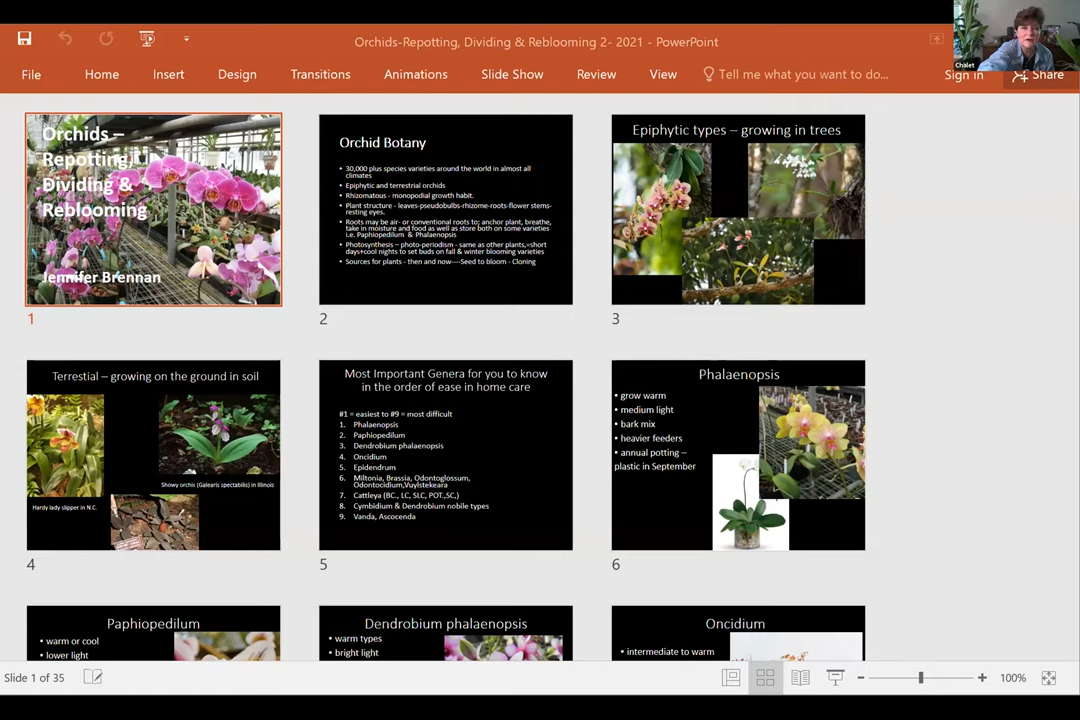 Orchids-Repotting, Dividing & Reblooming 2- 2021 - PowerPoint
Chalet
File
Home
Insert
Design
Transitions
Animations
Slide Show
Review
View
Tell me what you want to do...
Sign in
Share
Orchids –
Repotting,
Dividing &
Reblooming
Jennifer Brennan
1
Orchid Botany
• 30,000 plus species varieties around the world in almost all
climates
• Epiphytic and terrestrial orchids
• Rhizomatous - monopodial growth habit.
• Plant structure - leaves-pseudobulbs-rhizome-roots-flower stems-
resting eyes.
• Roots may be air- or conventional roots to; anchor plant, breathe,
take in moisture and food as well as store both on some varieties
i.e. Paphiopedilum & Phalaenopsis
• Photosynthesis – photo-periodism - same as other plants,=short
days+cool nights to set buds on fall & winter blooming varieties
• Sources for plants - then and now----Seed to bloom - Cloning
2
Epiphytic types – growing in trees
3
Terrestial – growing on the ground in soil
Showy orchis (Galearis spectabilis) in Illinois
Hardy lady slipper in N.C.
4
Most Important Genera for you to know
in the order of ease in home care
#1 = easiest to #9 = most difficult
1. Phalaenopsis
2. Paphiopedilum
3. Dendrobium phalaenopsis
4. Oncidium
5. Epidendrum
6. Miltonia, Brassia, Odontoglossum,
Odontocidium,Vuylstekeara
7. Cattleya (BC., LC, SLC, POT.,SC,)
8. Cymbidium & Dendrobium nobile types
9. Vanda, Ascocenda
5
Phalaenopsis
• grow warm
• medium light
• bark mix
• heavier feeders
• annual potting –
plastic in September
6
Paphiopedilum
• warm or cool
• lower light
Dendrobium phalaenopsis
• warm types
• bright light
Oncidium
• intermediate to warm
Slide 1 of 35
100%